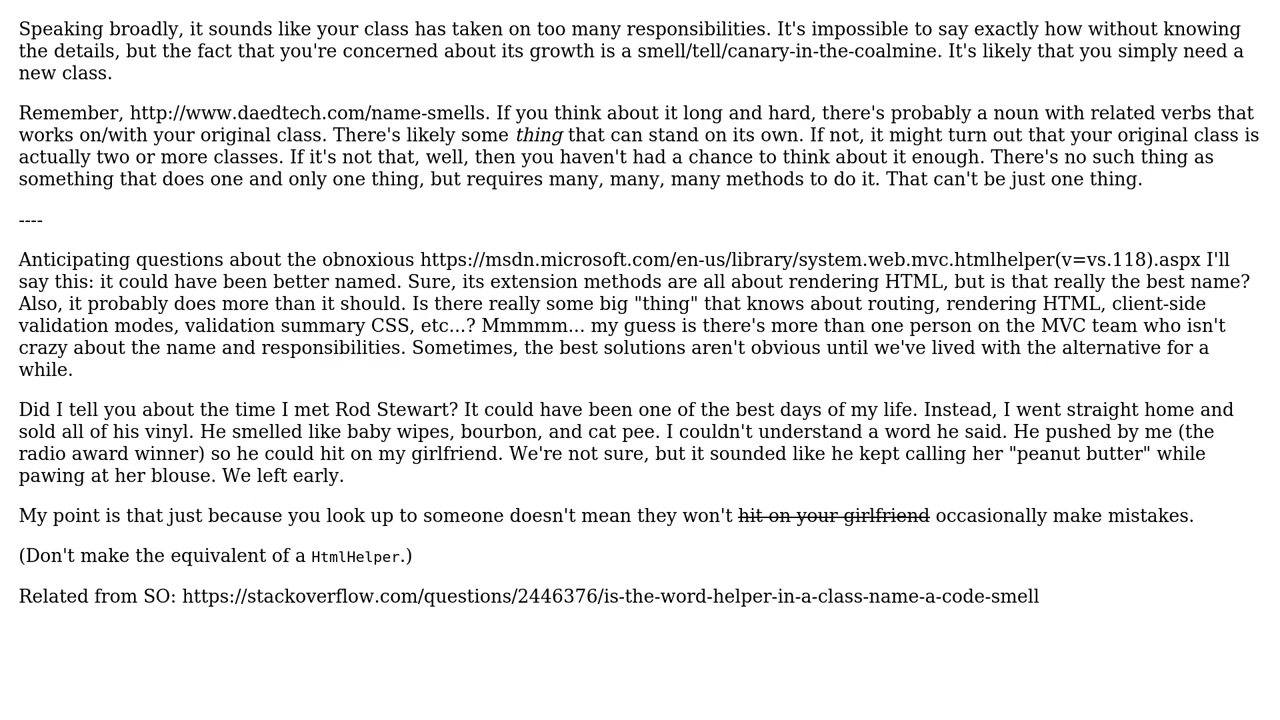 Speaking broadly, it sounds like your class has taken on too many responsibilities. It's impossible to say exactly how without knowing
the details, but the fact that you're concerned about its growth is a smell/tell/canary-in-the-coalmine. It's likely that you simply need a
new class.
Remember, http://www.daedtech.com/name-smells. If you think about it long and hard, there's probably a noun with related verbs that
works on/with your original class. There's likely some thing that can stand on its own. If not, it might turn out that your original class is
actually two or more classes. If it's not that, well, then you haven't had a chance to think about it enough. There's no such thing as
something that does one and only one thing, but requires many, many, many methods to do it. That can't be just one thing.
----
Anticipating questions about the obnoxious https://msdn.microsoft.com/en-us/library/system.web.mvc.htmlhelper(v=vs.118).aspx I'll
say this: it could have been better named. Sure, its extension methods are all about rendering HTML, but is that really the best name?
Also, it probably does more than it should. Is there really some big "thing" that knows about routing, rendering HTML, client-side
validation modes, validation summary CSS, etc...? Mmmmm... my guess is there's more than one person on the MVC team who isn't
crazy about the name and responsibilities. Sometimes, the best solutions aren't obvious until we've lived with the alternative for a
while.
Did I tell you about the time I met Rod Stewart? It could have been one of the best days of my life. Instead, I went straight home and
sold all of his vinyl. He smelled like baby wipes, bourbon, and cat pee. I couldn't understand a word he said. He pushed by me (the
radio award winner) so he could hit on my girlfriend. We're not sure, but it sounded like he kept calling her "peanut butter" while
pawing at her blouse. We left early.
My point is that just because you look up to someone doesn't mean they won't hit on your girlfriend occasionally make mistakes.
(Don't make the equivalent of a HtmlHelper.)
Related from SO: https://stackoverflow.com/questions/2446376/is-the-word-helper-in-a-class-name-a-code-smell